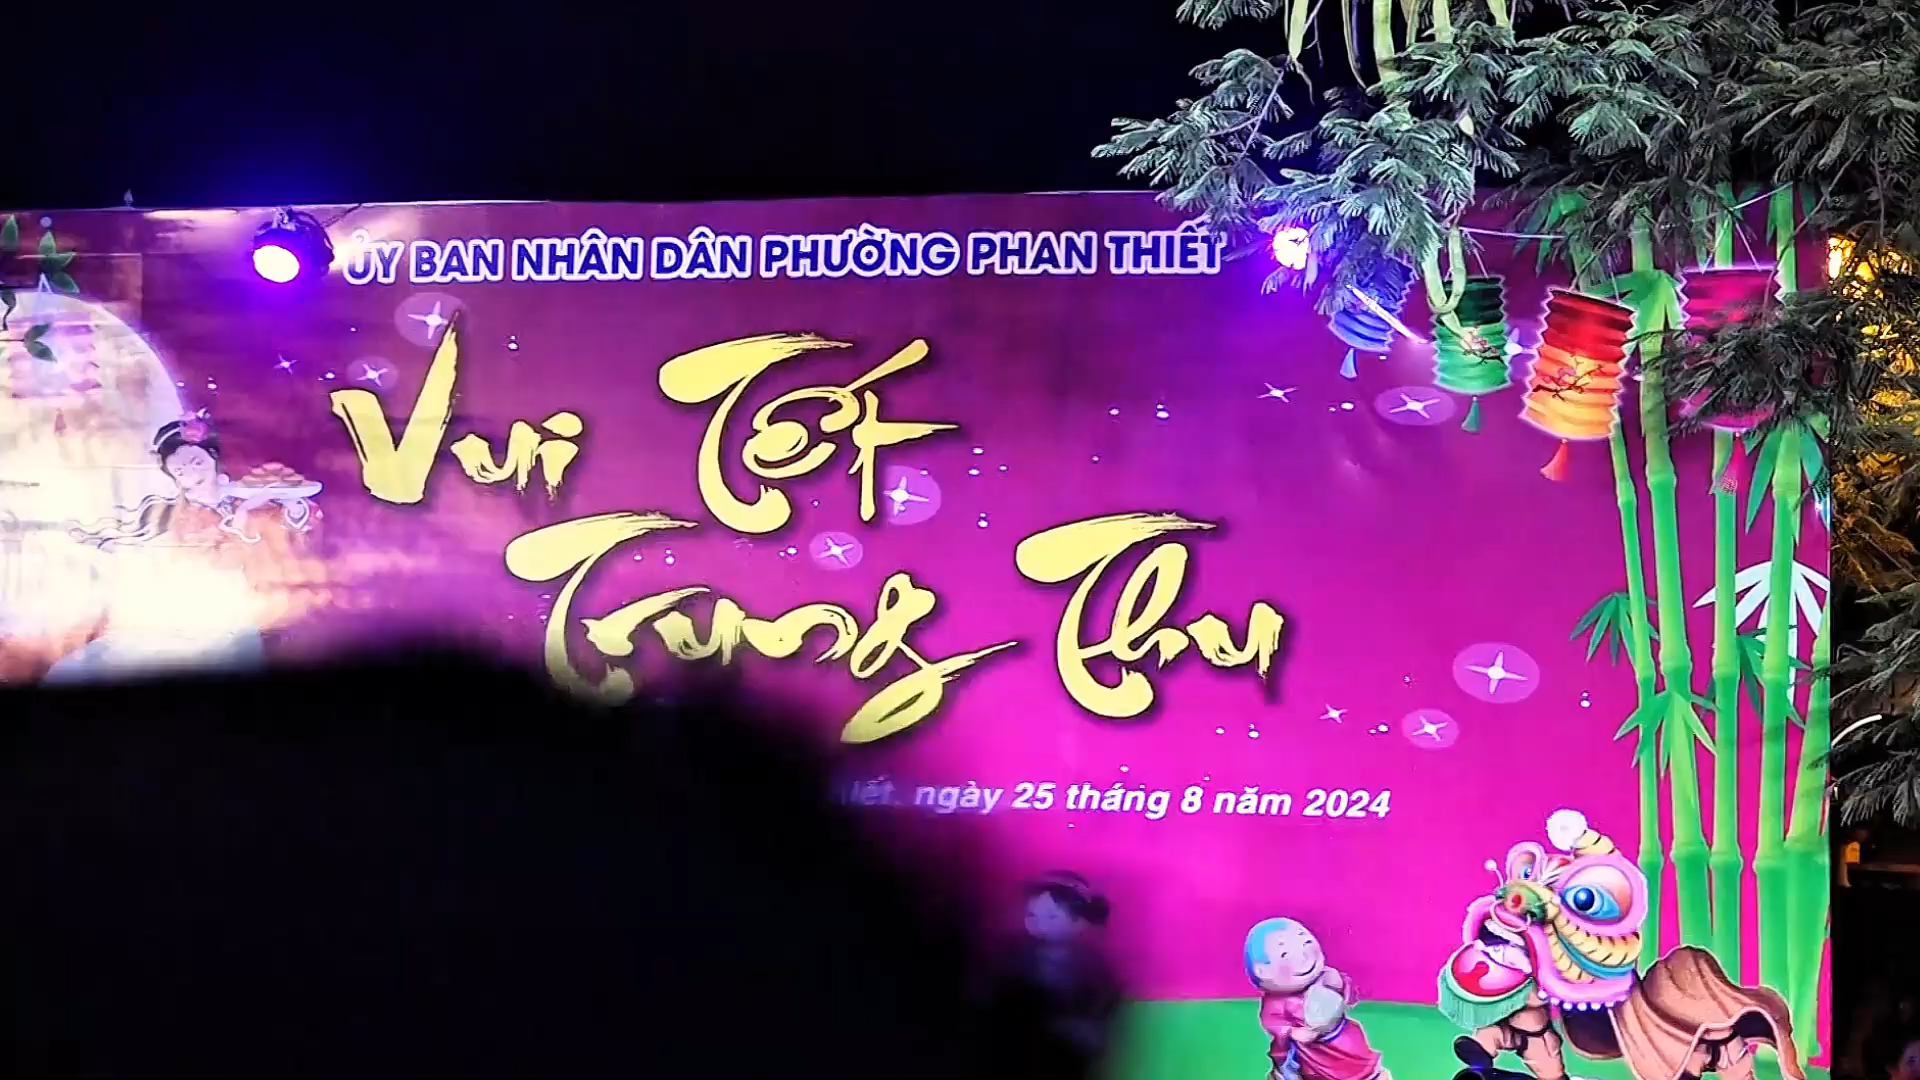 ỦY BAN NHÂN DÂN PHƯỜNG PHAN THIẾT
Vui Tết
Trung Thu
ngày 25 tháng 8 năm 2024